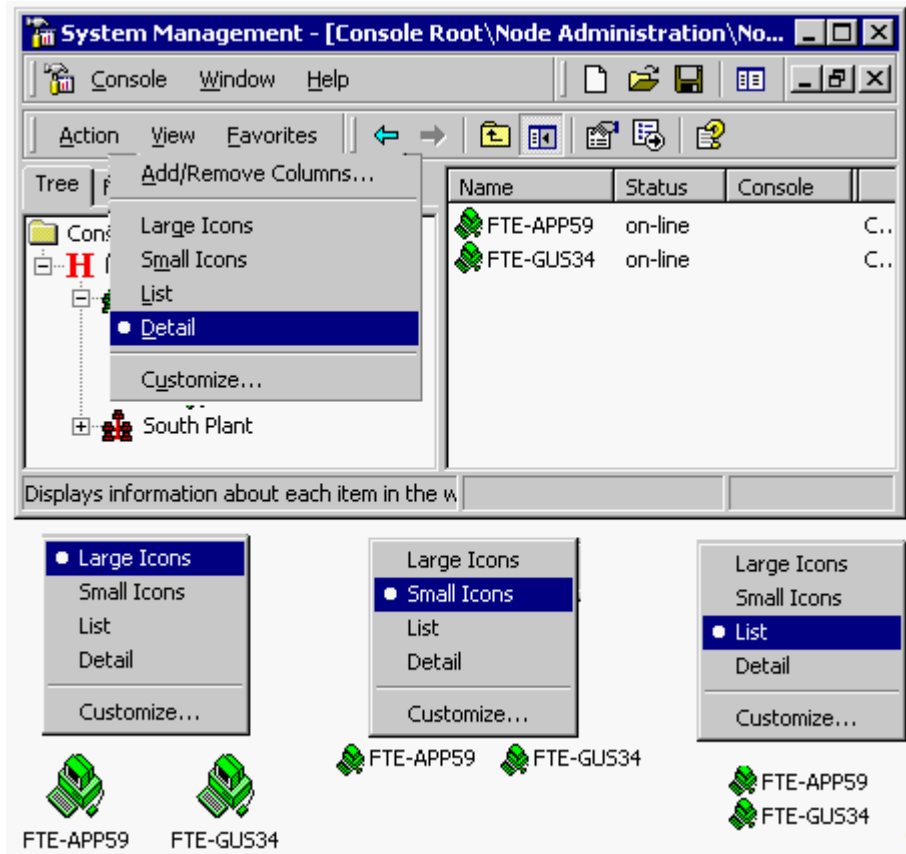 System Management - [Console Root\Node Administration\No...
Console Window Help
Action View Favorites
Tree
Add/Remove Columns...
Large Icons
Small Icons
List
Detail
Customize...
H
South Plant
Name Status Console
FTE-APP59 on-line C..
FTE-GUS34 on-line C..
Displays information about each item in the
Large Icons
Small Icons
List
Detail
Customize...
FTE-APP59 FTE-GUS34
Large Icons
Small Icons
List
Detail
Customize...
FTE-APP59 FTE-GUS34
Large Icons
Small Icons
List
Detail
Customize...
FTE-APP59
FTE-GUS34